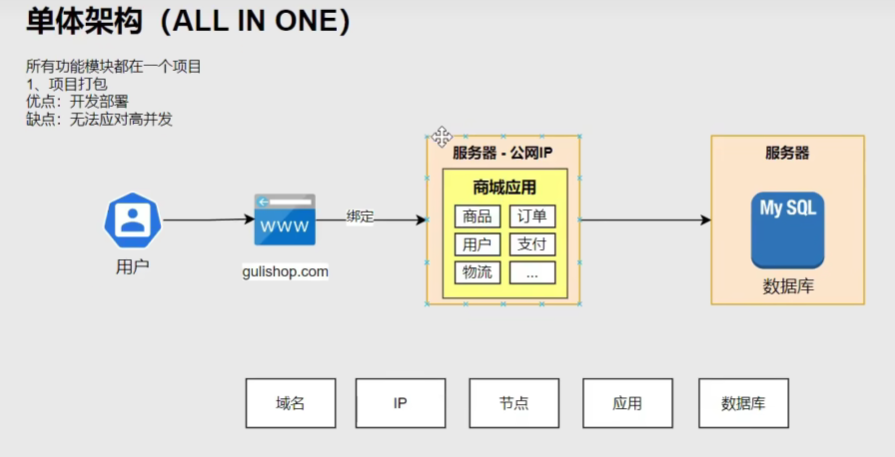 单体架构（ALL IN ONE）
所有功能模块都在一个项目
1、项目打包
优点：开发部署
缺点：无法应对高并发
服务器 - 公网IP
服务器
商城应用
商品
订单
用户
支付
物流
...
WWW
绑定
My SQL
用户
gulishop.com
数据库
域名
IP
节点
应用
数据库